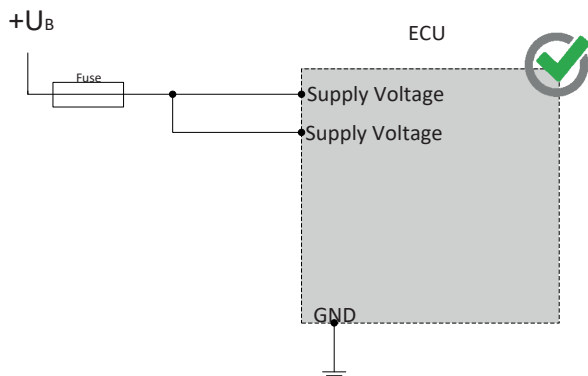 +UB
ECU
Fuse
Supply Voltage
Supply Voltage
GND